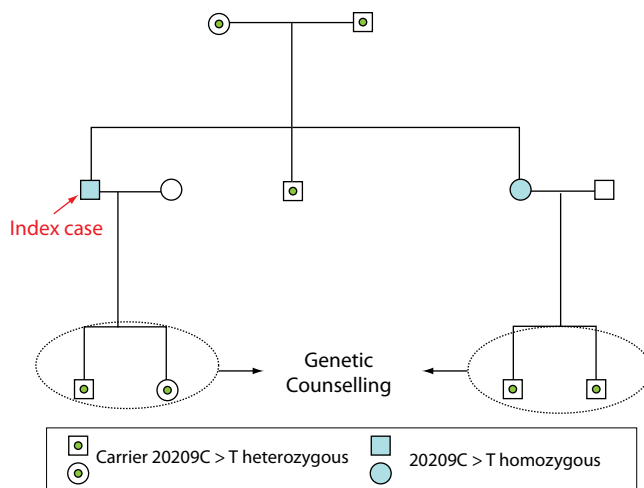 Index case
Genetic
Counselling
Carrier 20209C > T heterozygous
20209C > T homozygous